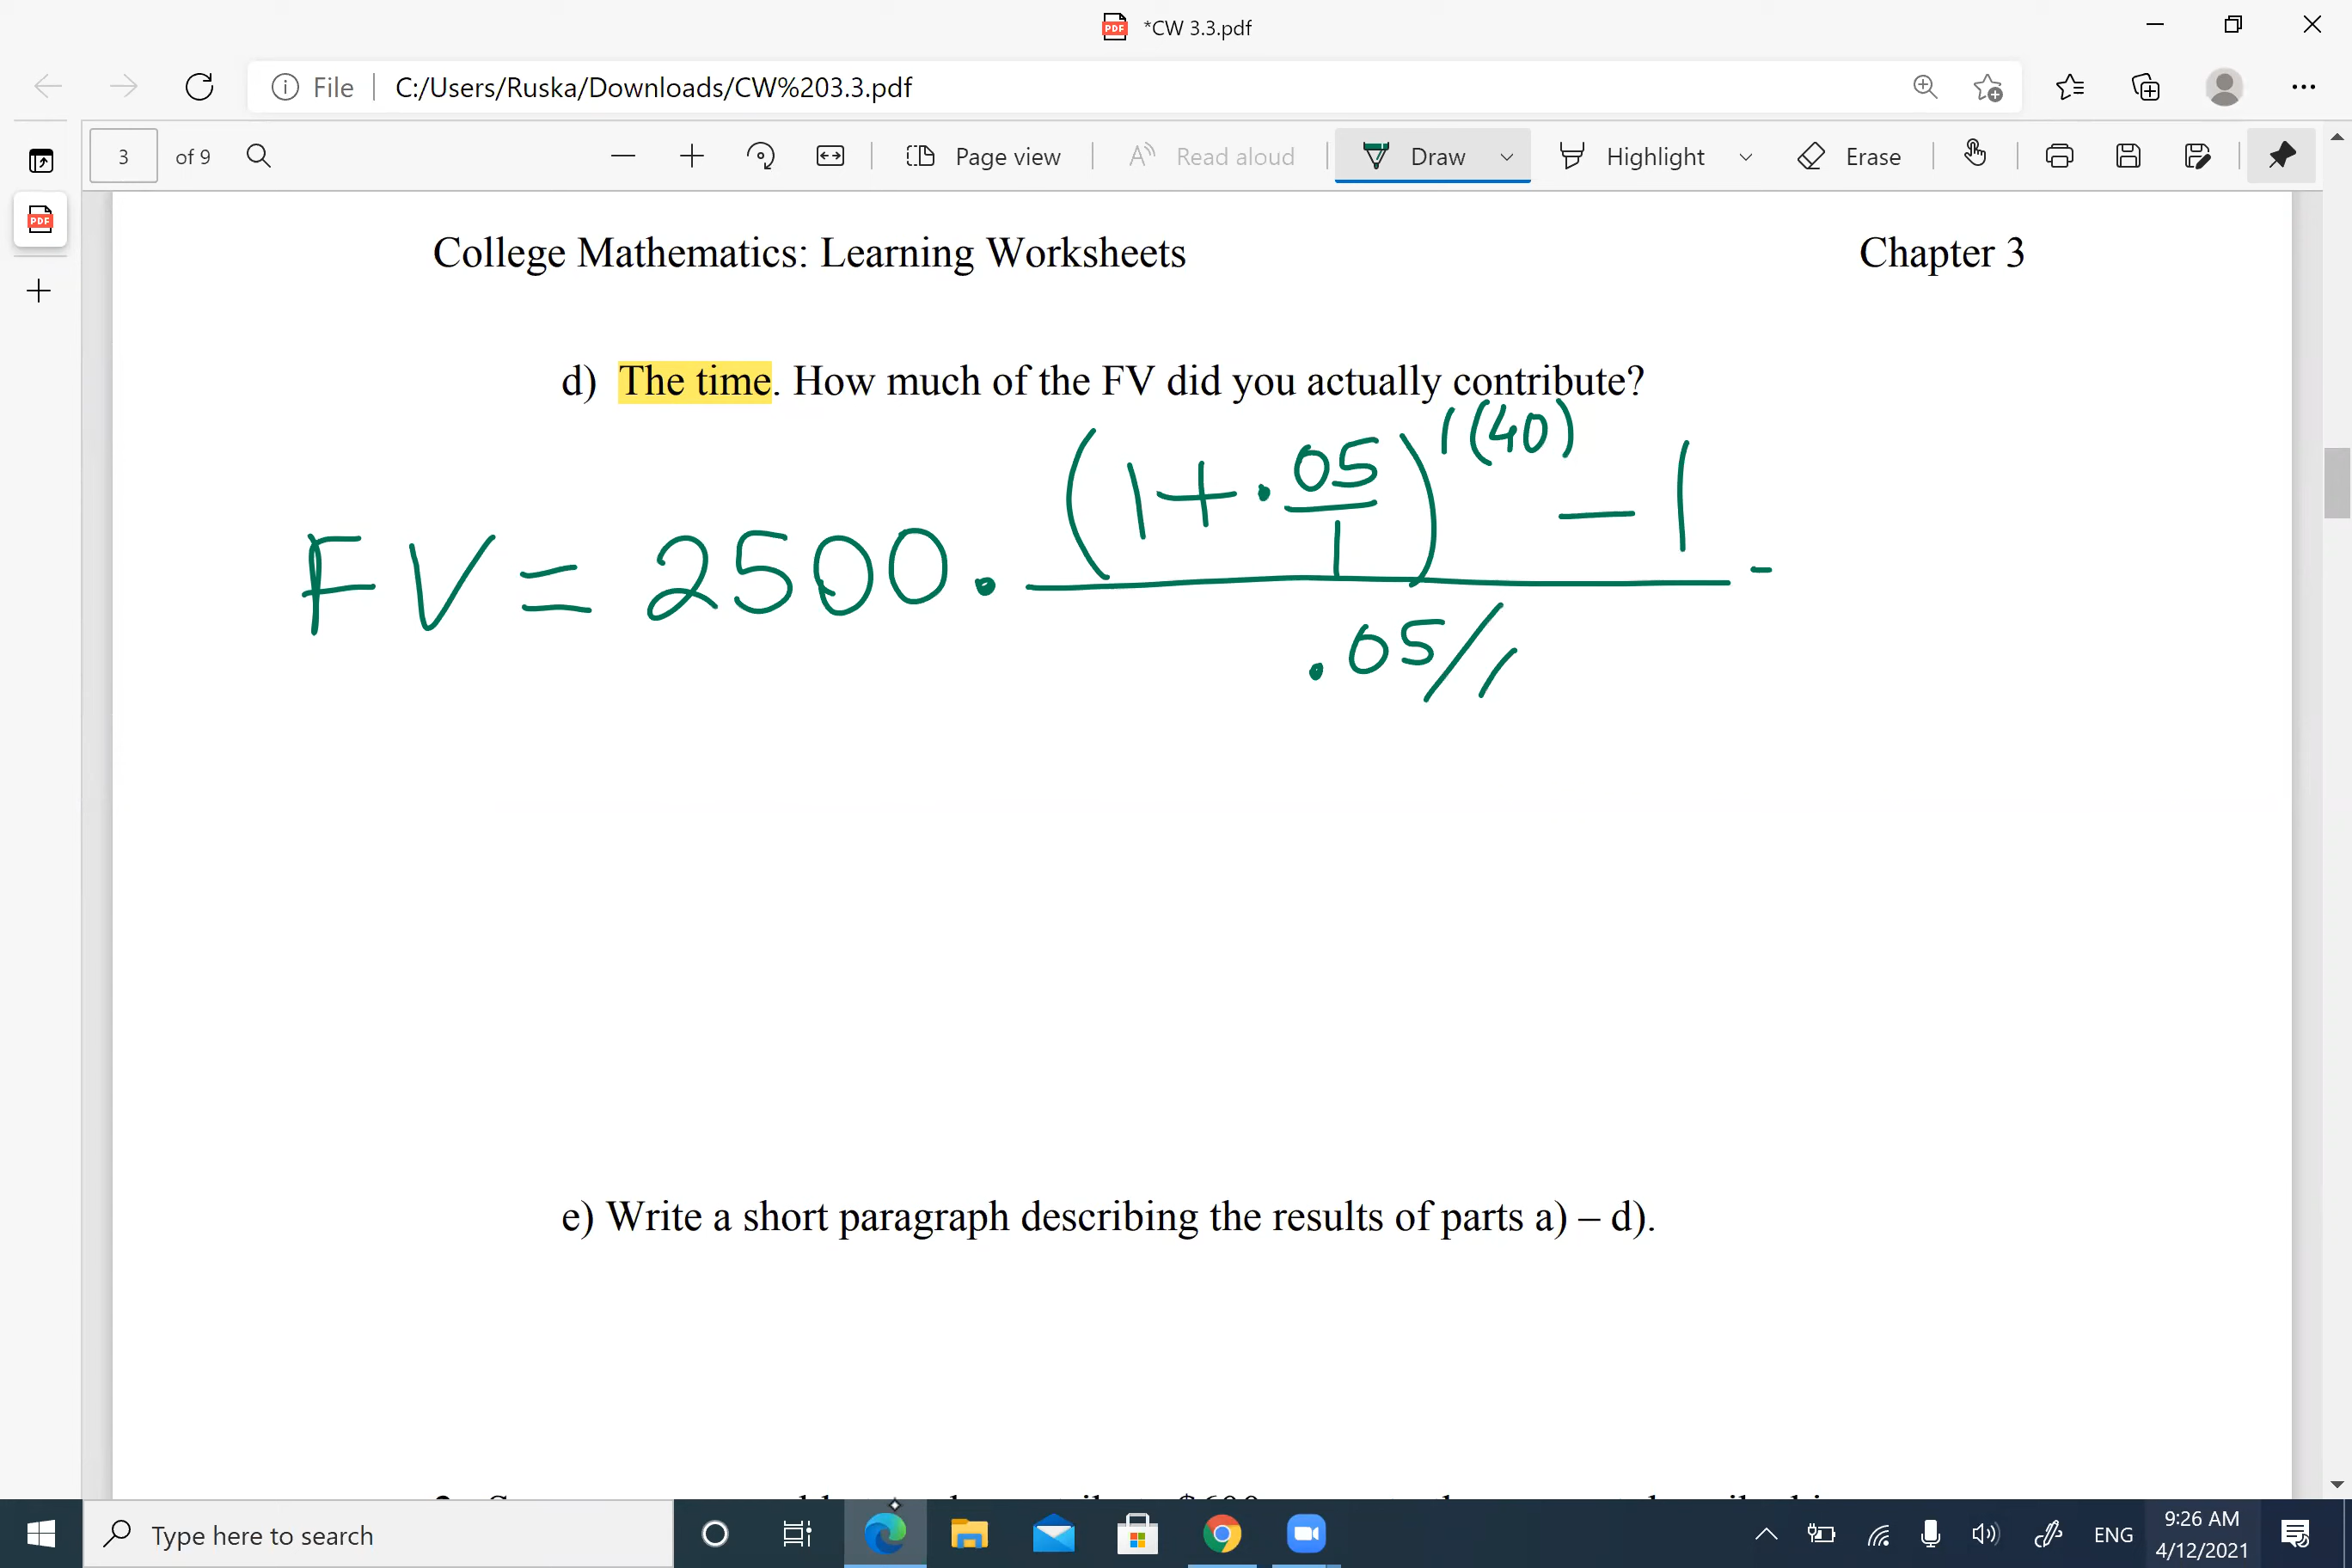 *CW 3.3.pdf
File | C:/Users/Ruska/Downloads/CW%203.3.pdf
3 of 9 Page view Read aloud Draw Highlight Erase
College Mathematics: Learning Worksheets Chapter 3
d) The time. How much of the FV did you actually contribute?
FV = 2500 · ((1 + .05/1)^1(40) − 1) / (.05/1) -
e) Write a short paragraph describing the results of parts a) – d).
Type here to search ENG 9:26 AM
4/12/2021